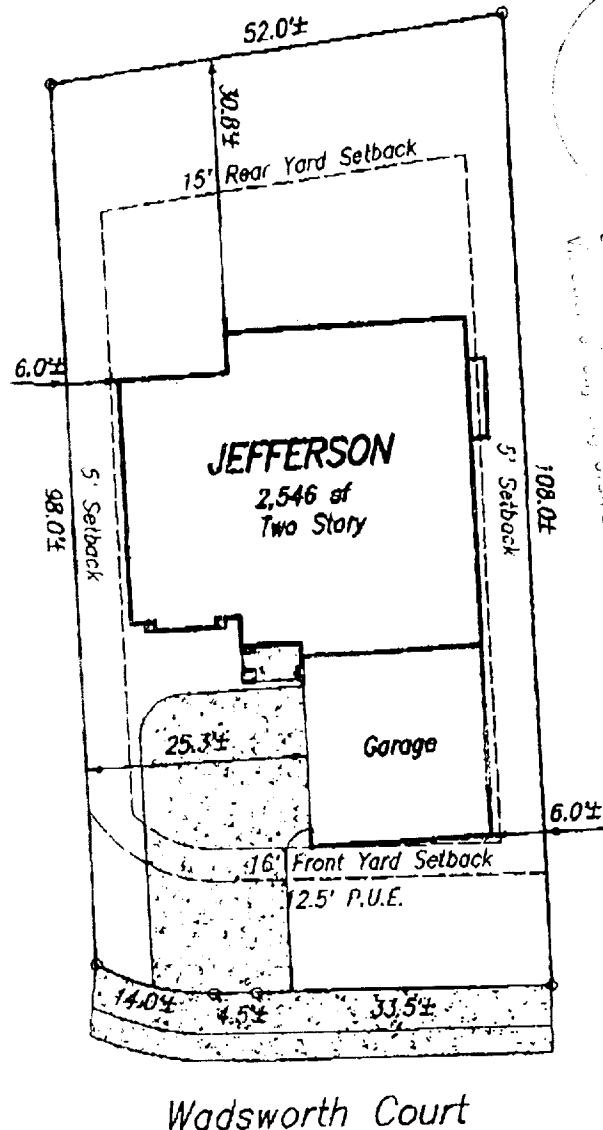 52.0'±
30.8'±
15' Rear Yard Setback
6.0'±
JEFFERSON
2,546 sf
Two Story
5' Setback
98.0'±
5' Setback
108.0'±
25.3'±
Garage
6.0'±
16' Front Yard Setback
12.5' P.U.E.
14.0'±
4.5'±
33.5'±
Wadsworth Court